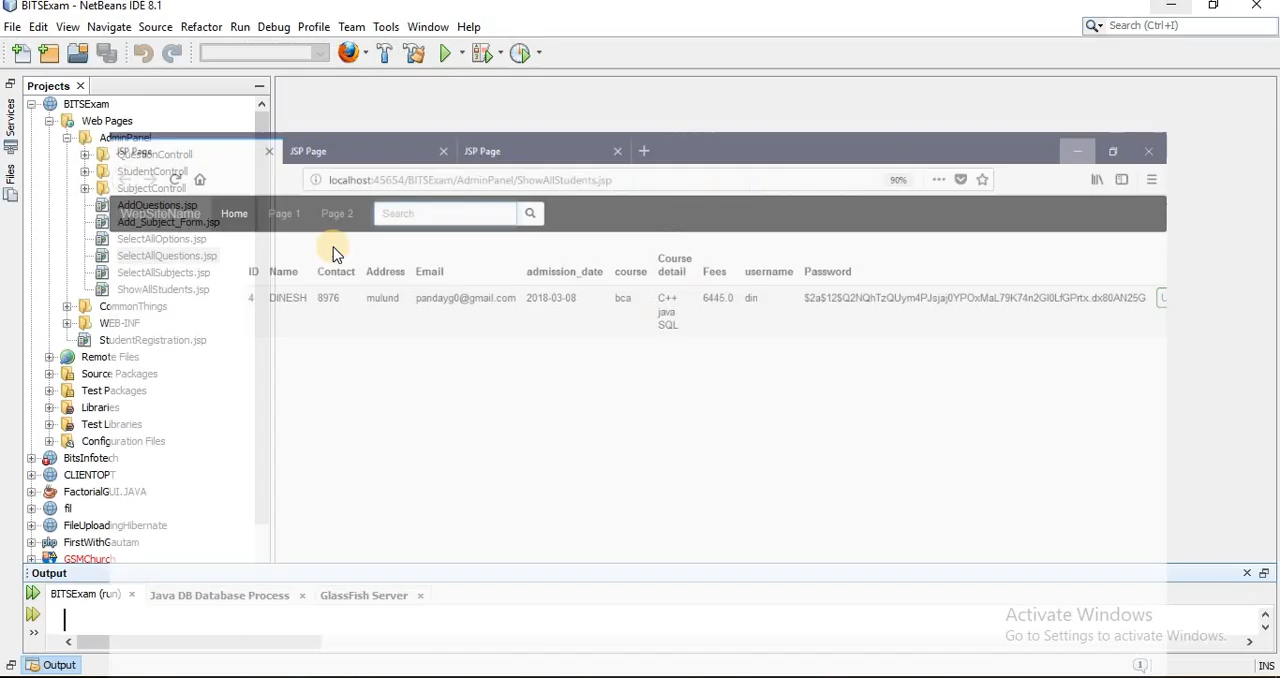 BITSExam - NetBeans IDE 8.1
File Edit View Navigate Source Refactor Run Debug Profile Team Tools Window Help
Search (Ctrl+I)
Services
Files
Projects
BITSExam
Web Pages
AdminPanel
QuestionControll
StudentControll
SubjectControll
AddQuestions.jsp
Add_Subject_Form.jsp
SelectAllOptions.jsp
SelectAllQuestions.jsp
SelectAllSubjects.jsp
ShowAllStudents.jsp
CommonThings
WEB-INF
StudentRegistration.jsp
Remote Files
Source Packages
Test Packages
Libraries
Test Libraries
Configuration Files
BitsInfotech
CLIENTOPT
FactorialGUI.JAVA
fil
FileUploadingHibernate
FirstWithGautam
GSMChurch
JSP Page
JSP Page
JSP Page
localhost:45654/BITSExam/AdminPanel/ShowAllStudents.jsp
90%
WebSiteName Home Page 1 Page 2 Search
ID Name Contact Address Email admission_date course Course detail Fees username Password
4 DINESH 8976 mulund pandayg0@gmail.com 2018-03-08 bca C++ java SQL 6445.0 din
Output
BITSExam (run) Java DB Database Process GlassFish Server
Activate Windows
Go to Settings to activate Windows.
Output
1
INS